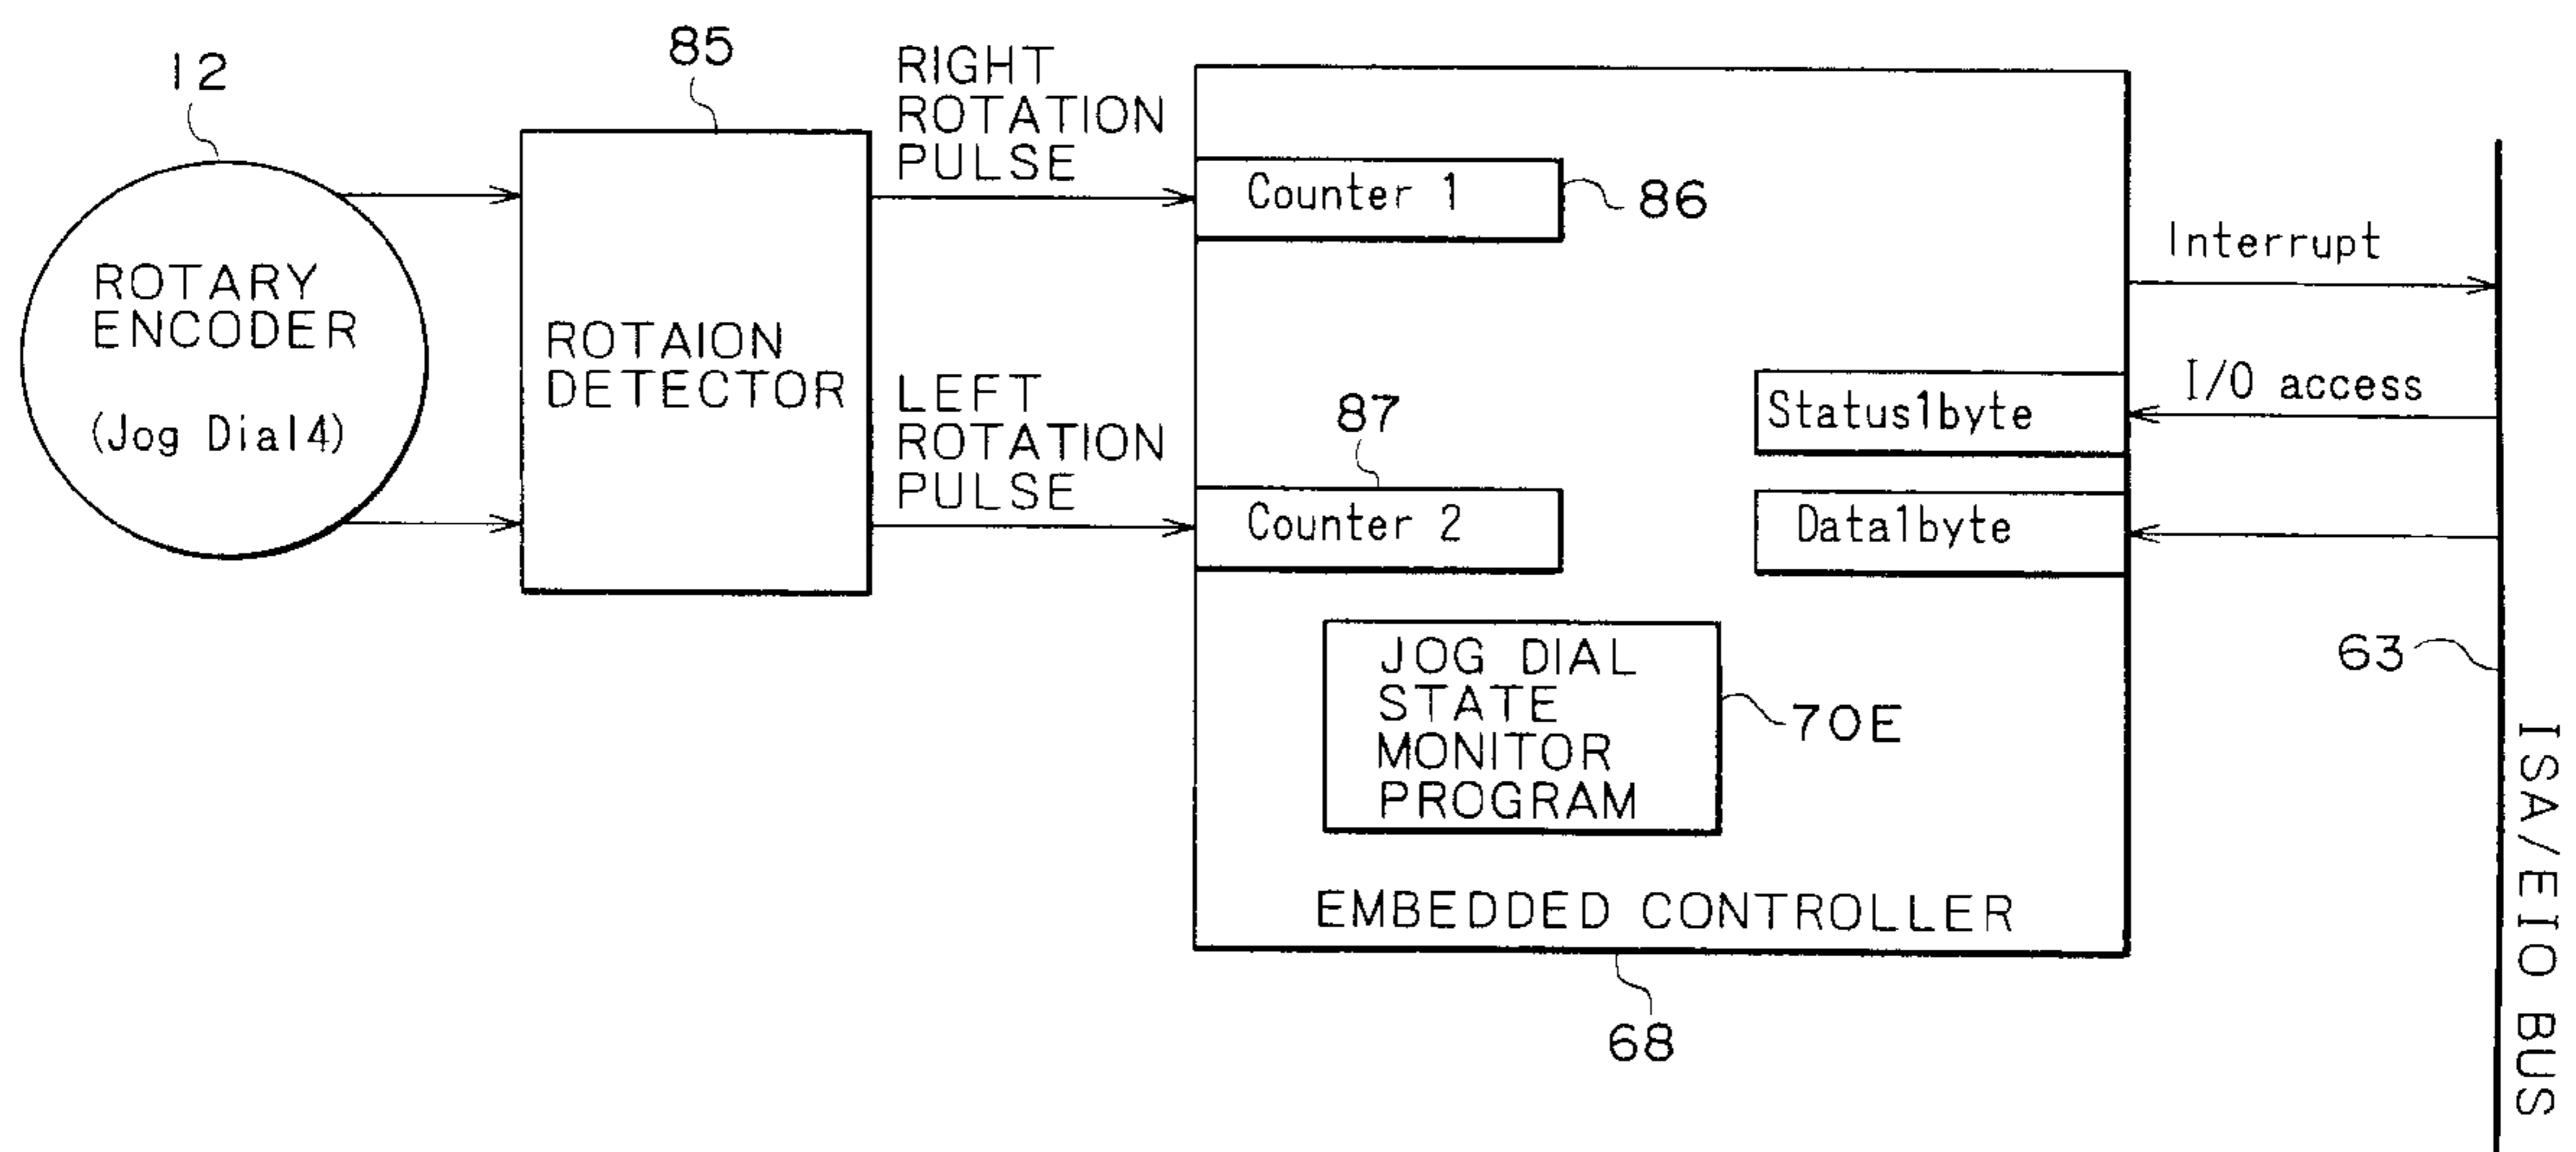 12
ROTARY
ENCODER
(Jog Dial4)
85
ROTAION
DETECTOR
RIGHT
ROTATION
PULSE
LEFT
ROTATION
PULSE
Counter 1
86
87
Counter 2
Status1byte
Data1byte
JOG DIAL
STATE
MONITOR
PROGRAM
70E
EMBEDDED CONTROLLER
68
Interrupt
I/O access
63
ISA/EIO BUS